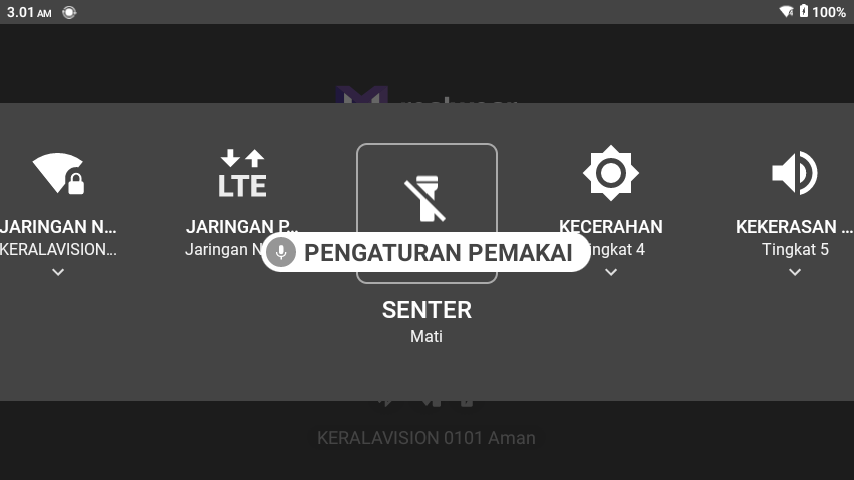 3.01 AM
100%
JARINGAN N...
KERALAVISION...
LTE
JARINGAN P...
Jaringan N
KECERAHAN
ingkat 4
KEKERASAN ...
Tingkat 5
PENGATURAN PEMAKAI
SENTER
Mati
KERALAVISION 0101 Aman